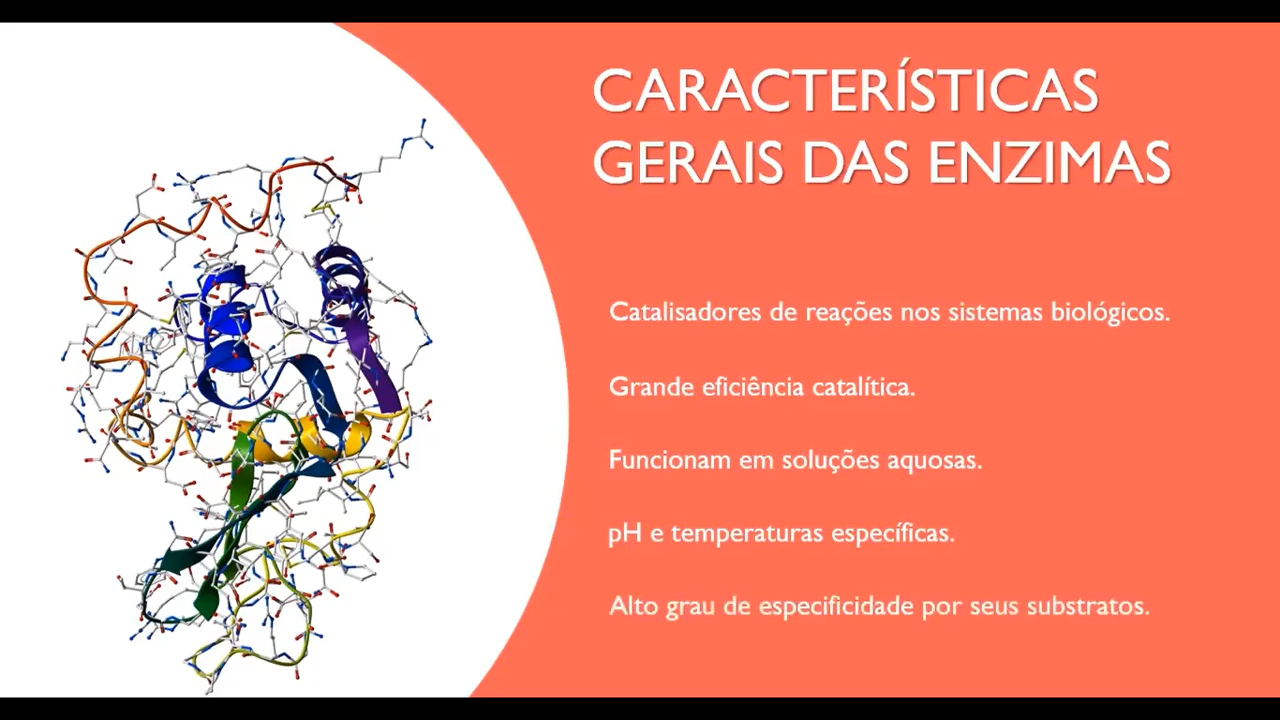 CARACTERÍSTICAS
GERAIS DAS ENZIMAS
Catalisadores de reações nos sistemas biológicos.
Grande eficiência catalítica.
Funcionam em soluções aquosas.
pH e temperaturas específicas.
Alto grau de especificidade por seus substratos.